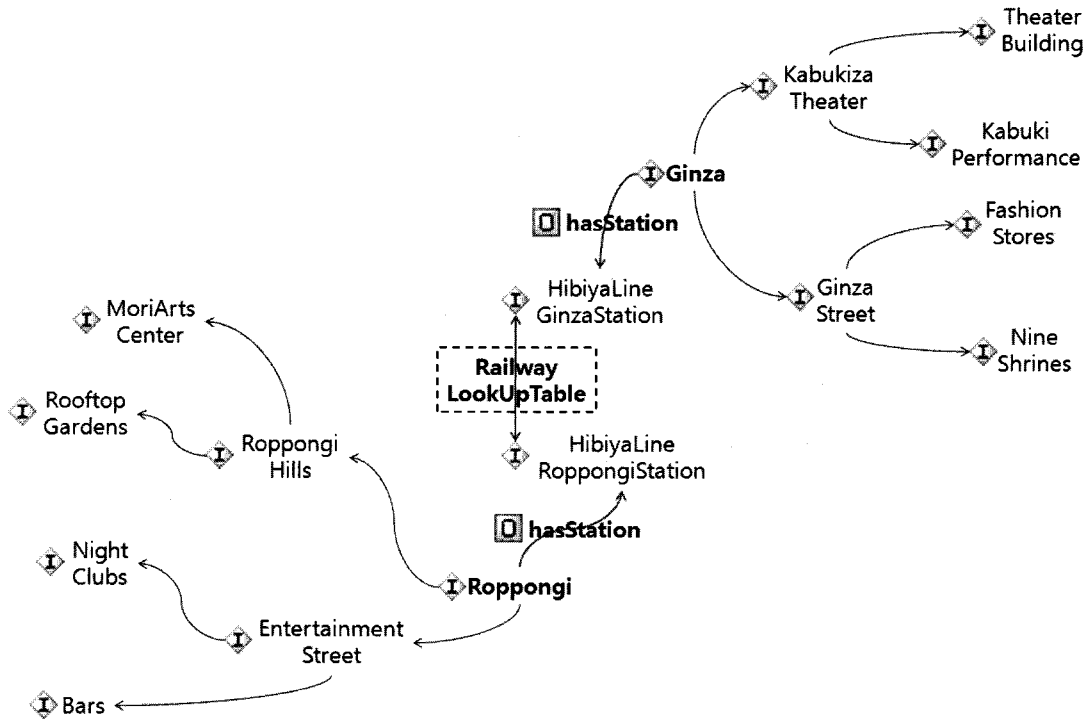 Theater
Building
Kabukiza
Theater
Kabuki
Performance
Ginza
hasStation
Fashion
Stores
HibiyaLine
GinzaStation
Ginza
Street
MoriArts
Center
Nine
Shrines
Railway
LookUpTable
Rooftop
Gardens
Roppongi
Hills
HibiyaLine
RoppongiStation
hasStation
Night
Clubs
Roppongi
Entertainment
Street
Bars